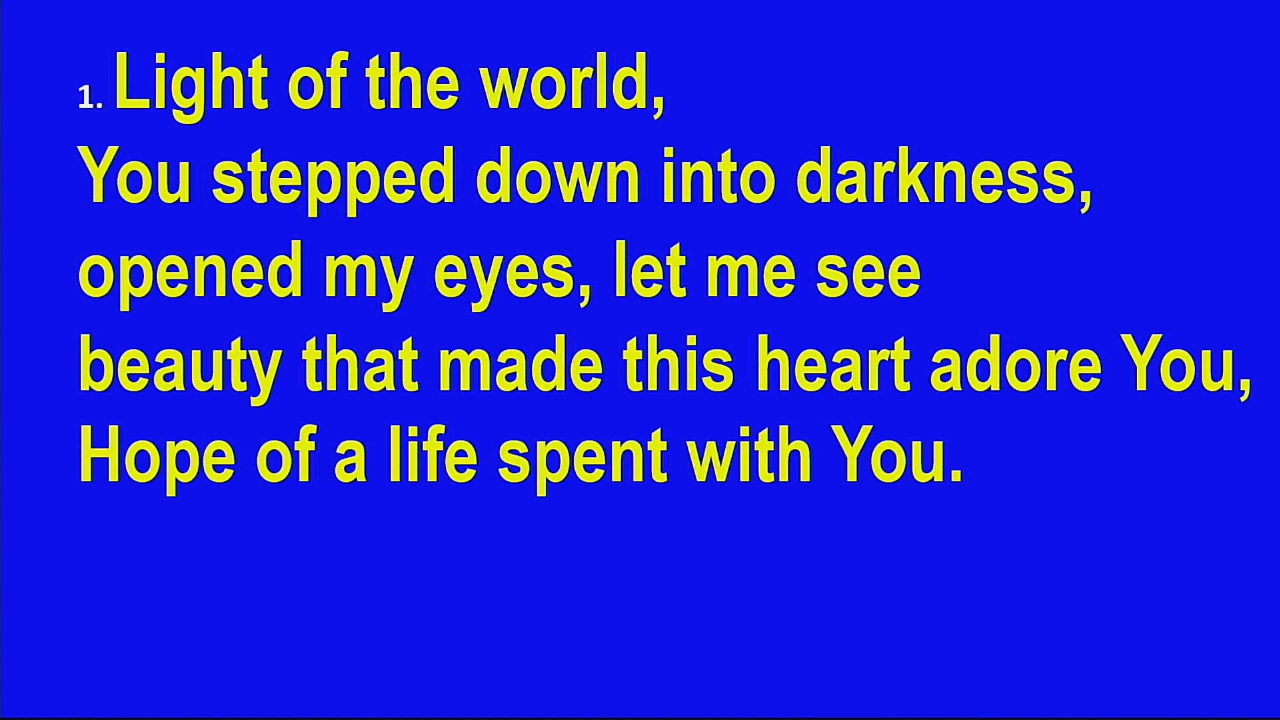 1. Light of the world,
You stepped down into darkness,
opened my eyes, let me see
beauty that made this heart adore You,
Hope of a life spent with You.